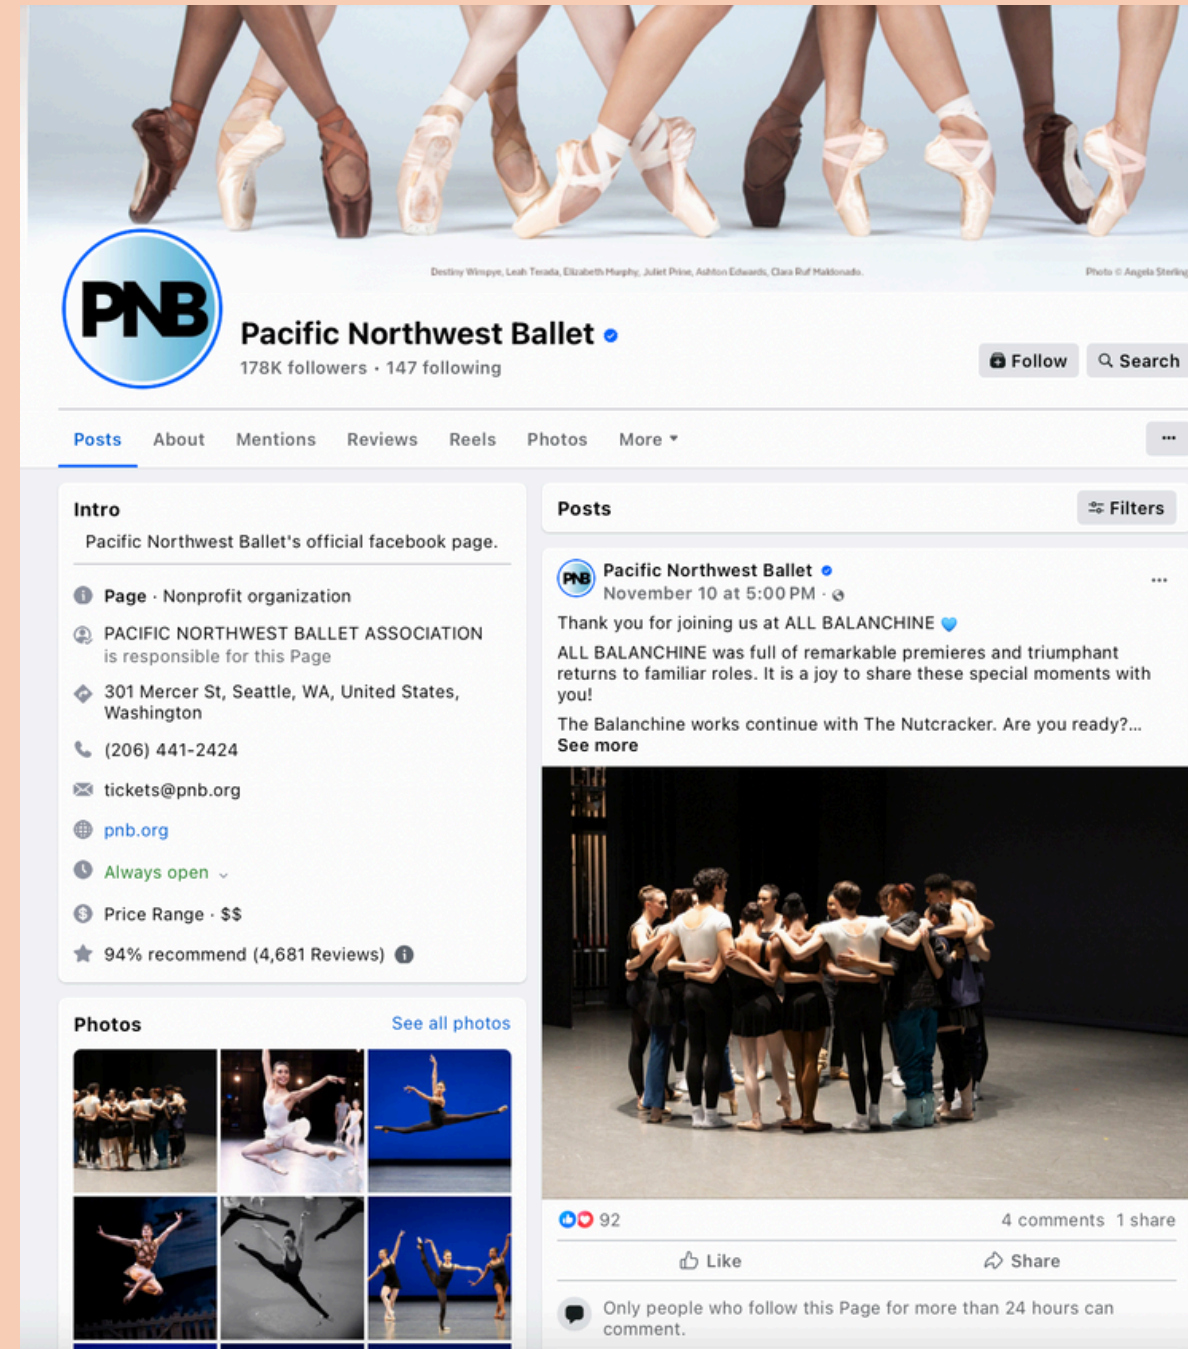 Destiny Wimpye, Leah Terada, Elizabeth Murphy, Juliet Prine, Ashton Edwards, Clara Ruf Maldonado.
Photo © Angela Sterling
PNB
Pacific Northwest Ballet
178K followers • 147 following
Follow
Search
Posts
About
Mentions
Reviews
Reels
Photos
More
Intro
Pacific Northwest Ballet's official facebook page.
Page · Nonprofit organization
PACIFIC NORTHWEST BALLET ASSOCIATION
is responsible for this Page
301 Mercer St, Seattle, WA, United States,
Washington
(206) 441-2424
tickets@pnb.org
pnb.org
Always open
Price Range · $$
94% recommend (4,681 Reviews)
Photos
See all photos
Posts
Filters
PNB
Pacific Northwest Ballet
November 10 at 5:00 PM ·
Thank you for joining us at ALL BALANCHINE 💙
ALL BALANCHINE was full of remarkable premieres and triumphant
returns to familiar roles. It is a joy to share these special moments with
you!
The Balanchine works continue with The Nutcracker. Are you ready?...
See more
92
4 comments 1 share
Like
Share
Only people who follow this Page for more than 24 hours can
comment.